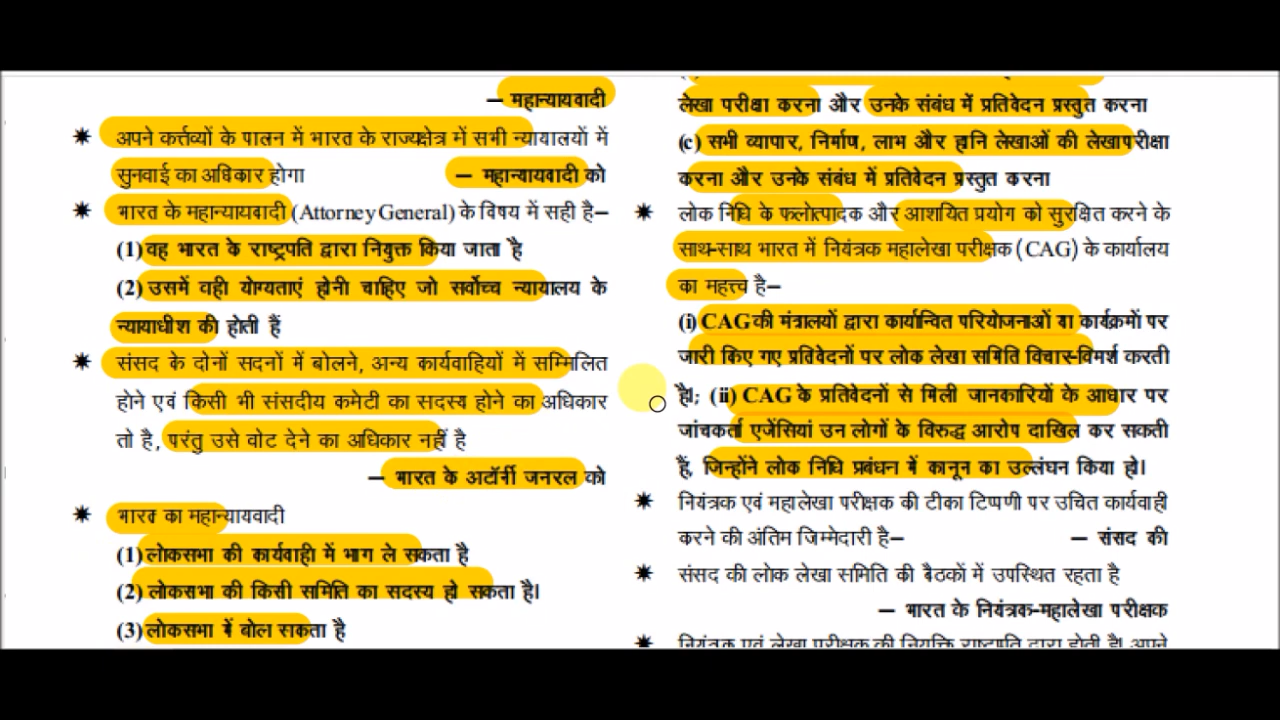 – महान्यायवादी
✷ अपने कर्त्तव्यों के पालन में भारत के राज्यक्षेत्र में सभी न्यायालयों में
सुनवाई का अधिकार होगा – महान्यायवादी को
✷ भारत के महान्यायवादी (Attorney General) के विषय में सही है–
(1) वह भारत के राष्ट्रपति द्वारा नियुक्त किया जाता है
(2) उसमें वही योग्यताएं होनी चाहिए जो सर्वोच्च न्यायालय के
न्यायाधीश की होती हैं
✷ संसद के दोनों सदनों में बोलने, अन्य कार्यवाहियों में सम्मिलित
होने एवं किसी भी संसदीय कमेटी का सदस्य होने का अधिकार
तो है, परंतु उसे वोट देने का अधिकार नहीं है
– भारत के अटॉर्नी जनरल को
✷ भारत का महान्यायवादी
(1) लोकसभा की कार्यवाही में भाग ले सकता है
(2) लोकसभा की किसी समिति का सदस्य हो सकता है।
(3) लोकसभा में बोल सकता है
लेखा परीक्षा करना और उनके संबंध में प्रतिवेदन प्रस्तुत करना
(c) सभी व्यापार, निर्माण, लाभ और हानि लेखाओं की लेखापरीक्षा
करना और उनके संबंध में प्रतिवेदन प्रस्तुत करना
✷ लोक निधि के फलोत्पादक और आशयित प्रयोग को सुरक्षित करने के
साथ-साथ भारत में नियंत्रक महालेखा परीक्षक (CAG) के कार्यालय
का महत्त्व है–
(i) CAG की मंत्रालयों द्वारा कार्यान्वित परियोजनाओं वा कार्यक्रमों पर
जारी किए गए प्रतिवेदनों पर लोक लेखा समिति विचार-विमर्श करती
है।; (ii) CAG के प्रतिवेदनों से मिली जानकारियों के आधार पर
जांचकर्ता एजेंसियां उन लोगों के विरुद्ध आरोप दाखिल कर सकती
हैं, जिन्होंने लोक निधि प्रबंधन में कानून का उल्लंघन किया हो।
✷ नियंत्रक एवं महालेखा परीक्षक की टीका टिप्पणी पर उचित कार्यवाही
करने की अंतिम जिम्मेदारी है– – संसद की
✷ संसद की लोक लेखा समिति की बैठकों में उपस्थित रहता है
– भारत के नियंत्रक-महालेखा परीक्षक
✷ नियंत्रक एवं लेखा परीक्षक की नियुक्ति राष्ट्रपति द्वारा होती है। अपने